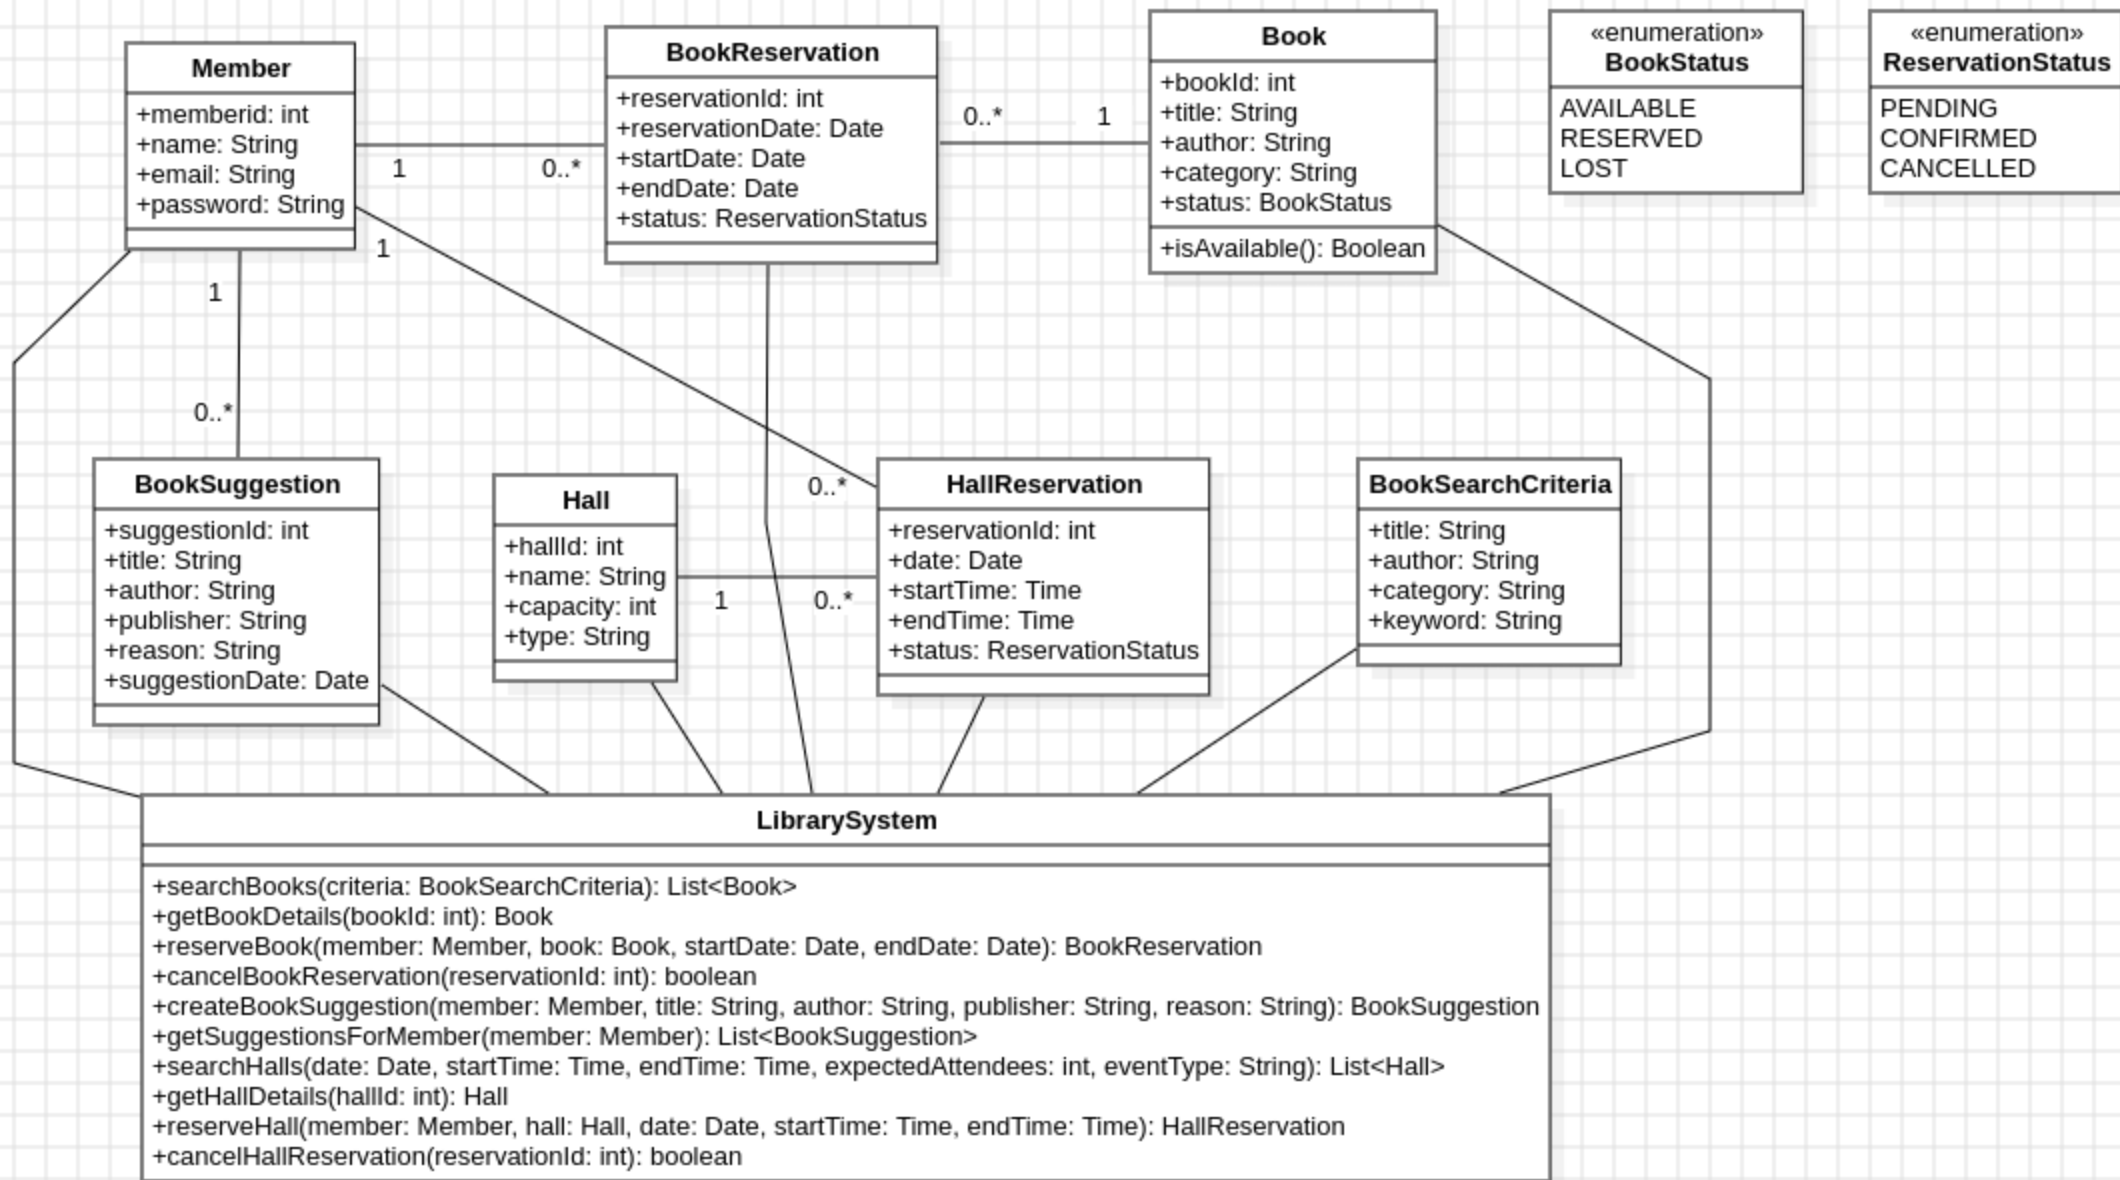 Member
+memberid: int
+name: String
+email: String
+password: String
BookReservation
+reservationId: int
+reservationDate: Date
+startDate: Date
+endDate: Date
+status: ReservationStatus
Book
+bookId: int
+title: String
+author: String
+category: String
+status: BookStatus
+isAvailable(): Boolean
«enumeration»
BookStatus
AVAILABLE
RESERVED
LOST
«enumeration»
ReservationStatus
PENDING
CONFIRMED
CANCELLED
1
0..*
0..*
1
1
1
0..*
0..*
1
0..*
BookSuggestion
+suggestionId: int
+title: String
+author: String
+publisher: String
+reason: String
+suggestionDate: Date
Hall
+hallId: int
+name: String
+capacity: int
+type: String
HallReservation
+reservationId: int
+date: Date
+startTime: Time
+endTime: Time
+status: ReservationStatus
BookSearchCriteria
+title: String
+author: String
+category: String
+keyword: String
LibrarySystem
+searchBooks(criteria: BookSearchCriteria): List<Book>
+getBookDetails(bookId: int): Book
+reserveBook(member: Member, book: Book, startDate: Date, endDate: Date): BookReservation
+cancelBookReservation(reservationId: int): boolean
+createBookSuggestion(member: Member, title: String, author: String, publisher: String, reason: String): BookSuggestion
+getSuggestionsForMember(member: Member): List<BookSuggestion>
+searchHalls(date: Date, startTime: Time, endTime: Time, expectedAttendees: int, eventType: String): List<Hall>
+getHallDetails(hallId: int): Hall
+reserveHall(member: Member, hall: Hall, date: Date, startTime: Time, endTime: Time): HallReservation
+cancelHallReservation(reservationId: int): boolean